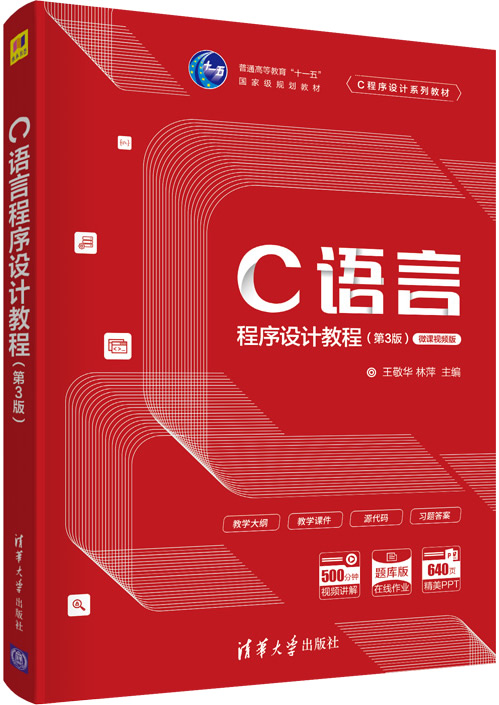 C语言程序设计教程（第3版）
清华大学出版社
十一五
普通高等教育“十一五”
国家级规划教材
《C程序设计系列教材》
C语言
程序设计教程（第3版） 微课视频版
◎ 王敬华 林萍 主编
教学大纲 教学课件 源代码 习题答案
500分钟
视频讲解
题库版
在线作业
640页
精美PPT
清华大学出版社